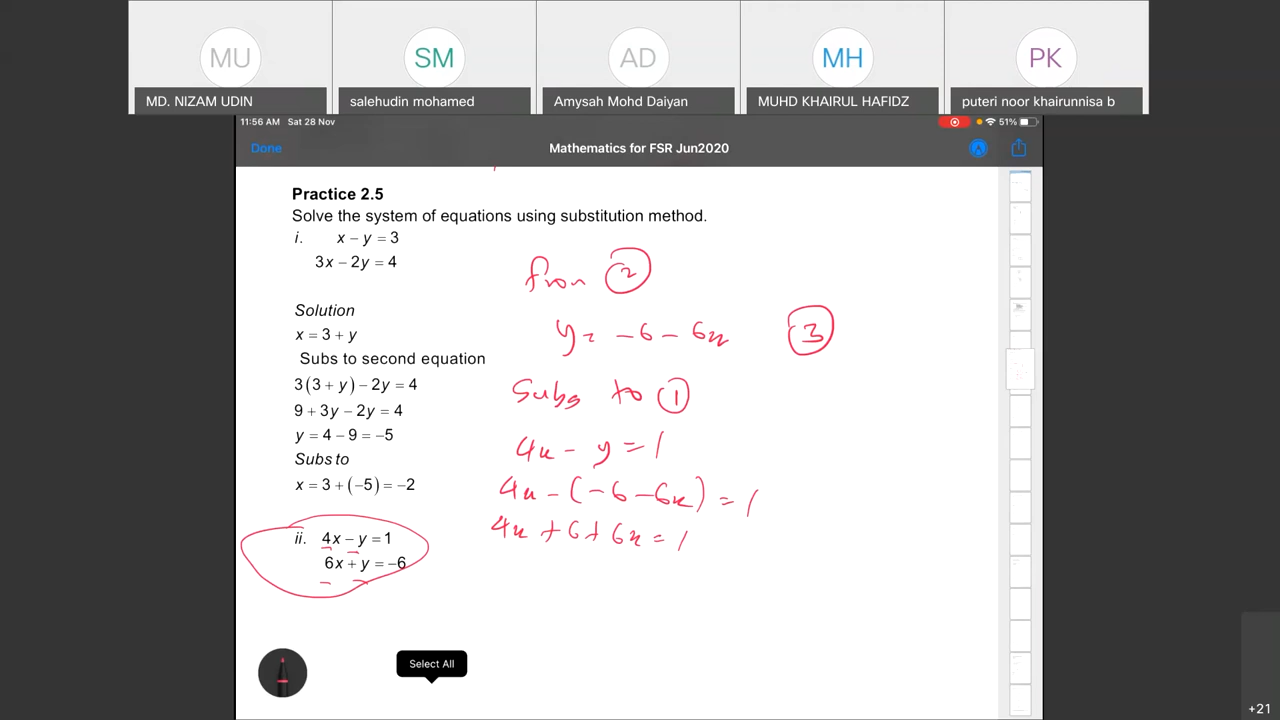 MU
SM
AD
MH
PK
MD. NIZAM UDIN
salehudin mohamed
Amysah Mohd Daiyan
MUHD KHAIRUL HAFIDZ
puteri noor khairunnisa b
11:56 AM Sat 28 Nov
51%
Done
Mathematics for FSR Jun2020
Practice 2.5
Solve the system of equations using substitution method.
i. x − y = 3
3x − 2y = 4
Solution
x = 3 + y
Subs to second equation
3(3 + y) − 2y = 4
9 + 3y − 2y = 4
y = 4 − 9 = −5
Subs to
x = 3 + (−5) = −2
ii. 4x − y = 1
6x + y = −6
from 2
y = −6 − 6x 3
Subs to 1
4x − y = 1
4x − (−6 − 6x) = 1
4x + 6 + 6x = 1
Select All
+21